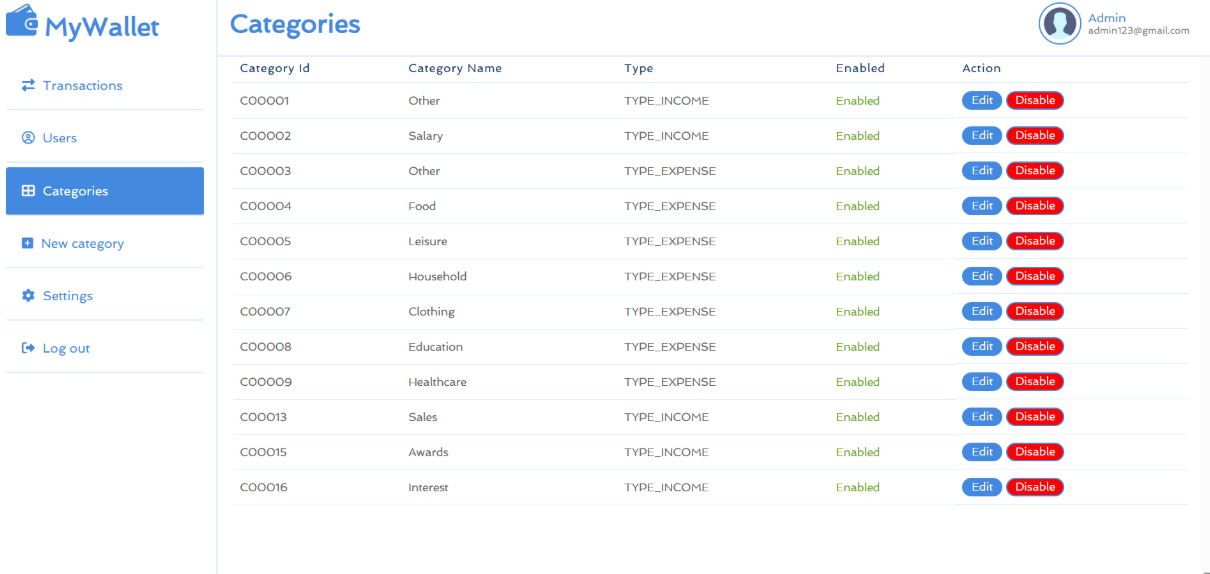 MyWallet
Transactions
Users
Categories
New category
Settings
Log out
Categories
Admin
admin123@gmail.com
Category Id Category Name Type Enabled Action
C00001 Other TYPE_INCOME Enabled Edit Disable
C00002 Salary TYPE_INCOME Enabled Edit Disable
C00003 Other TYPE_EXPENSE Enabled Edit Disable
C00004 Food TYPE_EXPENSE Enabled Edit Disable
C00005 Leisure TYPE_EXPENSE Enabled Edit Disable
C00006 Household TYPE_EXPENSE Enabled Edit Disable
C00007 Clothing TYPE_EXPENSE Enabled Edit Disable
C00008 Education TYPE_EXPENSE Enabled Edit Disable
C00009 Healthcare TYPE_EXPENSE Enabled Edit Disable
C00013 Sales TYPE_INCOME Enabled Edit Disable
C00015 Awards TYPE_INCOME Enabled Edit Disable
C00016 Interest TYPE_INCOME Enabled Edit Disable